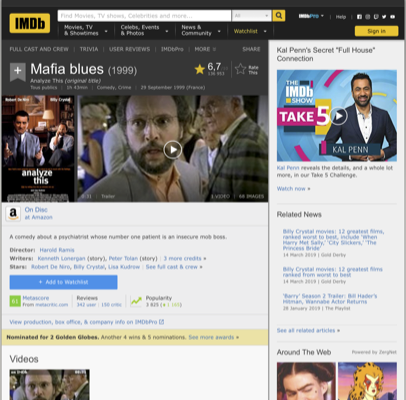 IMDb
Find Movies, TV shows, Celebrities and more...
All
IMDbPro
Help
Movies, TV & Showtimes
Celebs, Events & Photos
News & Community
Watchlist
Sign in
FULL CAST AND CREW | TRIVIA | USER REVIEWS | IMDbPro | MORE
SHARE
Mafia blues (1999)
Analyze This (original title)
Tous publics | 1h 43min | Comedy, Crime | 29 September 1999 (France)
6,7
Rate This
Robert De Niro Billy Crystal
analyze this
Trailer
1 VIDEO | 98 IMAGES
On Disc
at Amazon
A comedy about a psychiatrist whose number one patient is an insecure mob boss.
Director: Harold Ramis
Writers: Kenneth Lonergan (story), Peter Tolan (story) | 3 more credits »
Stars: Robert De Niro, Billy Crystal, Lisa Kudrow | See full cast & crew »
+ Add to Watchlist
61
Metascore
From metacritic.com
Reviews
342 user | 150 critic
Popularity
3 825
View production, box office, & company info on IMDbPro
Nominated for 2 Golden Globes. Another 4 wins & 5 nominations. See more awards »
Videos
Kal Penn's Secret "Full House" Connection
THE IMDb SHOW
TAKE 5
KAL PENN
Kal Penn reveals the details, and a whole lot more, in our Take 5 Challenge.
Watch now »
Related News
Billy Crystal movies: 12 greatest films, ranked worst to best, include 'When Harry Met Sally,' 'City Slickers,' 'The Princess Bride'
14 March 2019 | Gold Derby
Billy Crystal movies: 12 greatest films, ranked worst to best
14 March 2019 | Gold Derby
'Barry' Season 2 Trailer: Bill Hader's Hitman, Wannabe Actor Returns
28 January 2019 | The Playlist
See all related articles »
Around The Web
Powered by ZergNet